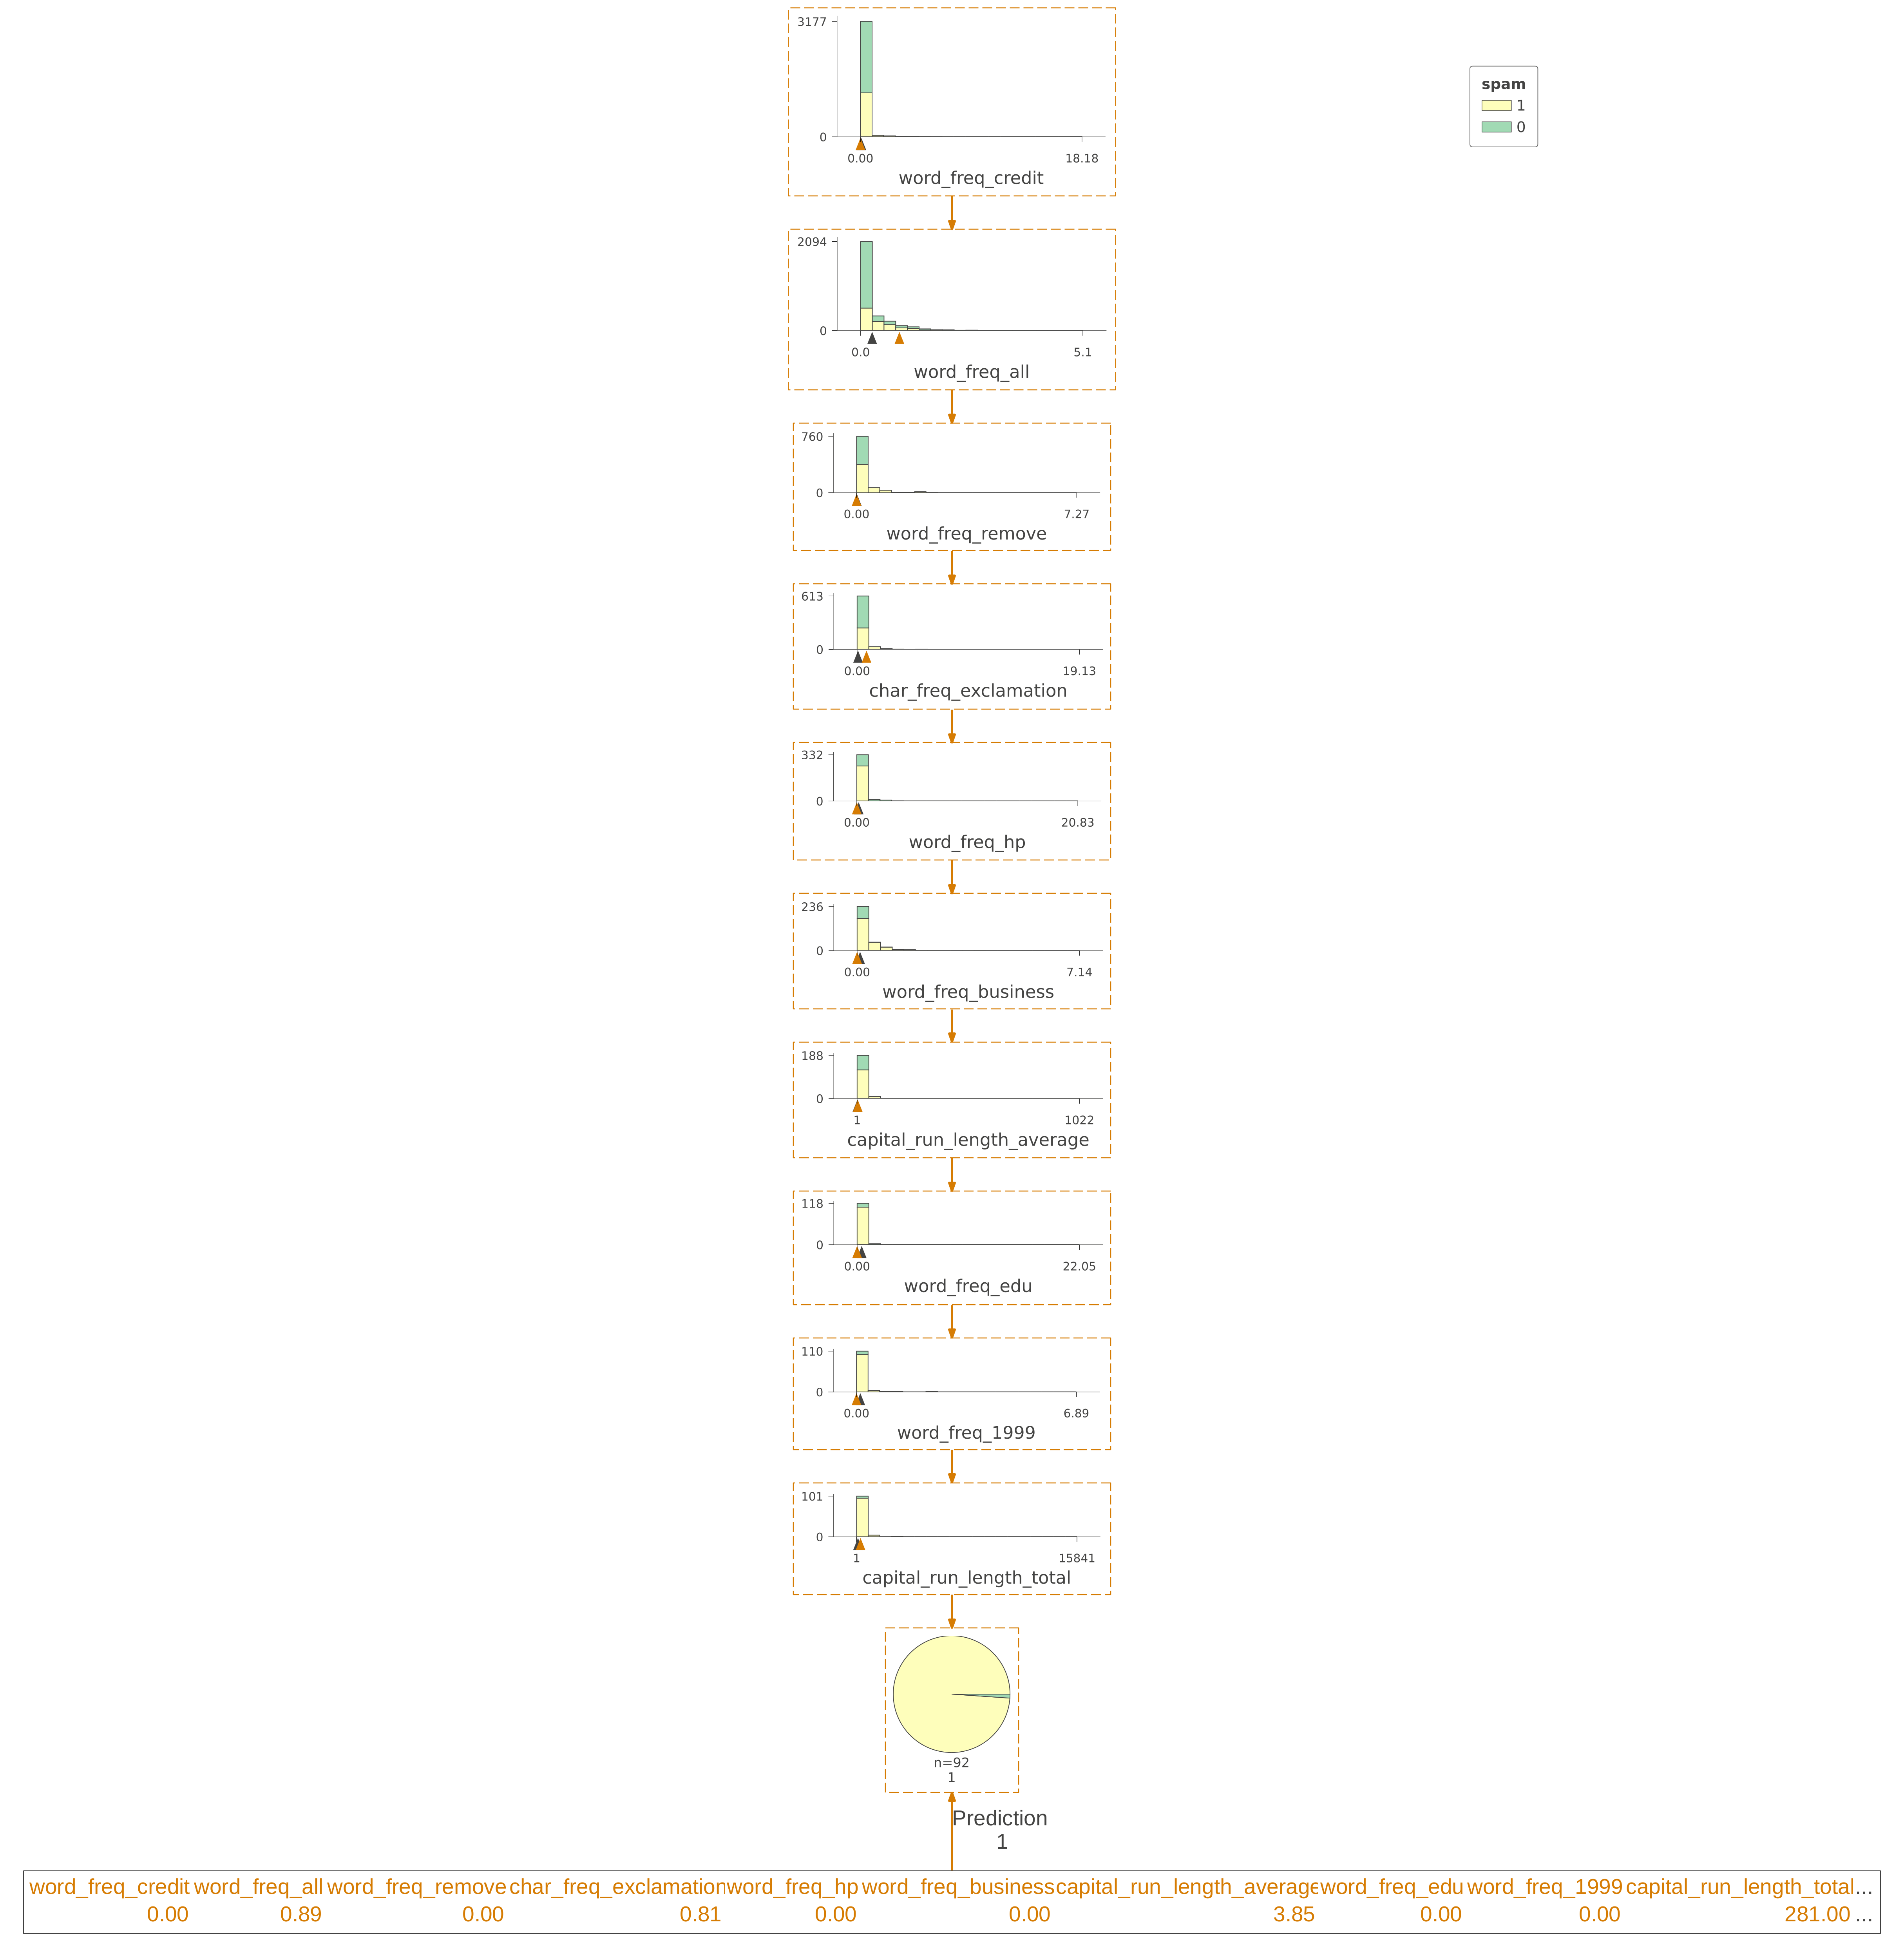 3177
0
0.00 18.18
word_freq_credit
spam
1
0
2094
0
0.0 5.1
word_freq_all
760
0
0.00 7.27
word_freq_remove
613
0
0.00 19.13
char_freq_exclamation
332
0
0.00 20.83
word_freq_hp
236
0
0.00 7.14
word_freq_business
188
0
1 1022
capital_run_length_average
118
0
0.00 22.05
word_freq_edu
110
0
0.00 6.89
word_freq_1999
101
0
1 15841
capital_run_length_total
n=92
1
Prediction
1
word_freq_credit word_freq_all word_freq_remove char_freq_exclamation word_freq_hp word_freq_business capital_run_length_average word_freq_edu word_freq_1999 capital_run_length_total ...
0.00 0.89 0.00 0.81 0.00 0.00 3.85 0.00 0.00 281.00 ...